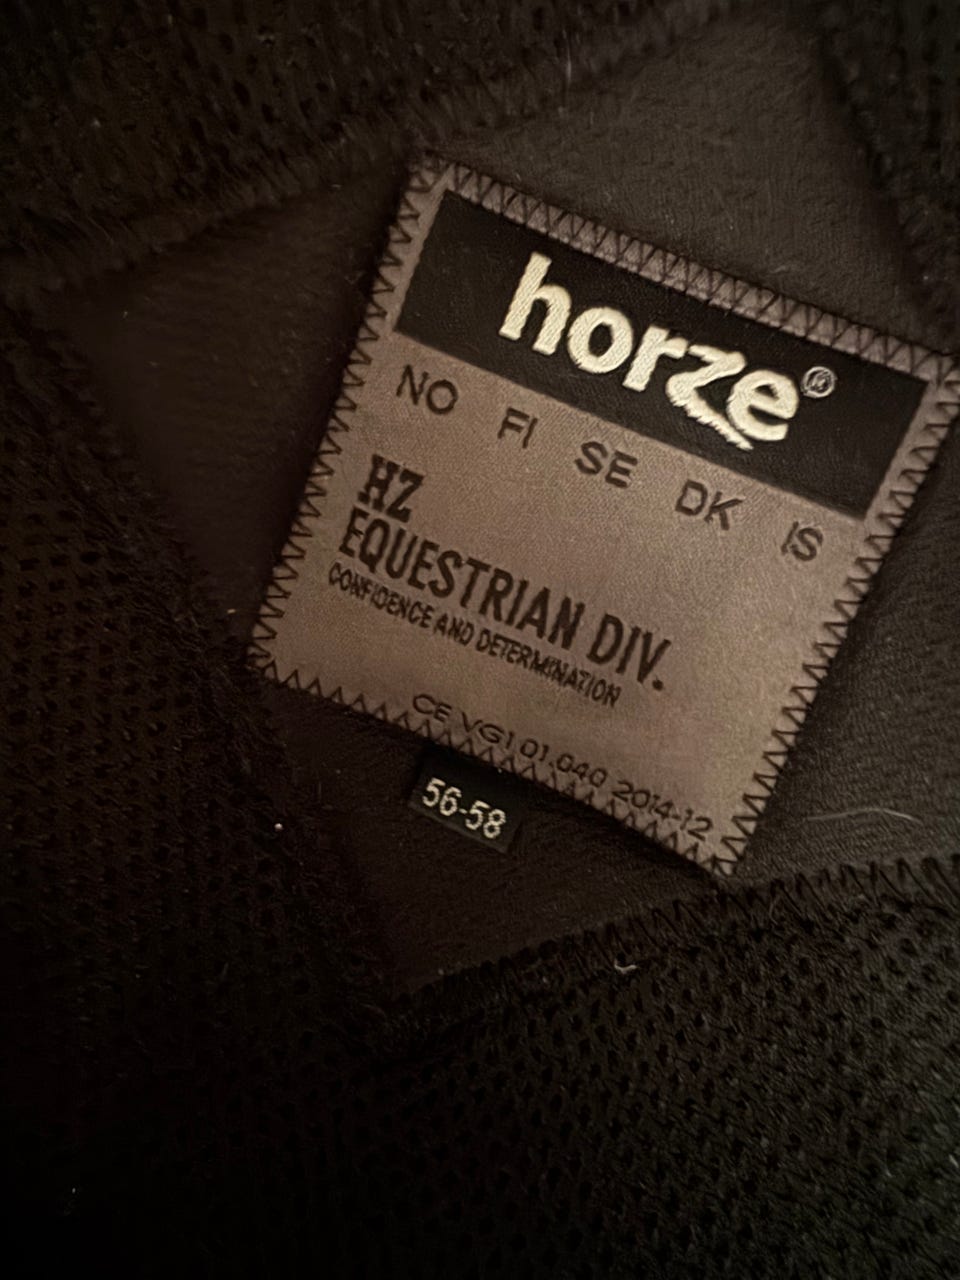 horze®
NO FI SE DK IS
HZ
EQUESTRIAN DIV.
CONFIDENCE AND DETERMINATION
CE VG1 01.040 2014-12
56-58